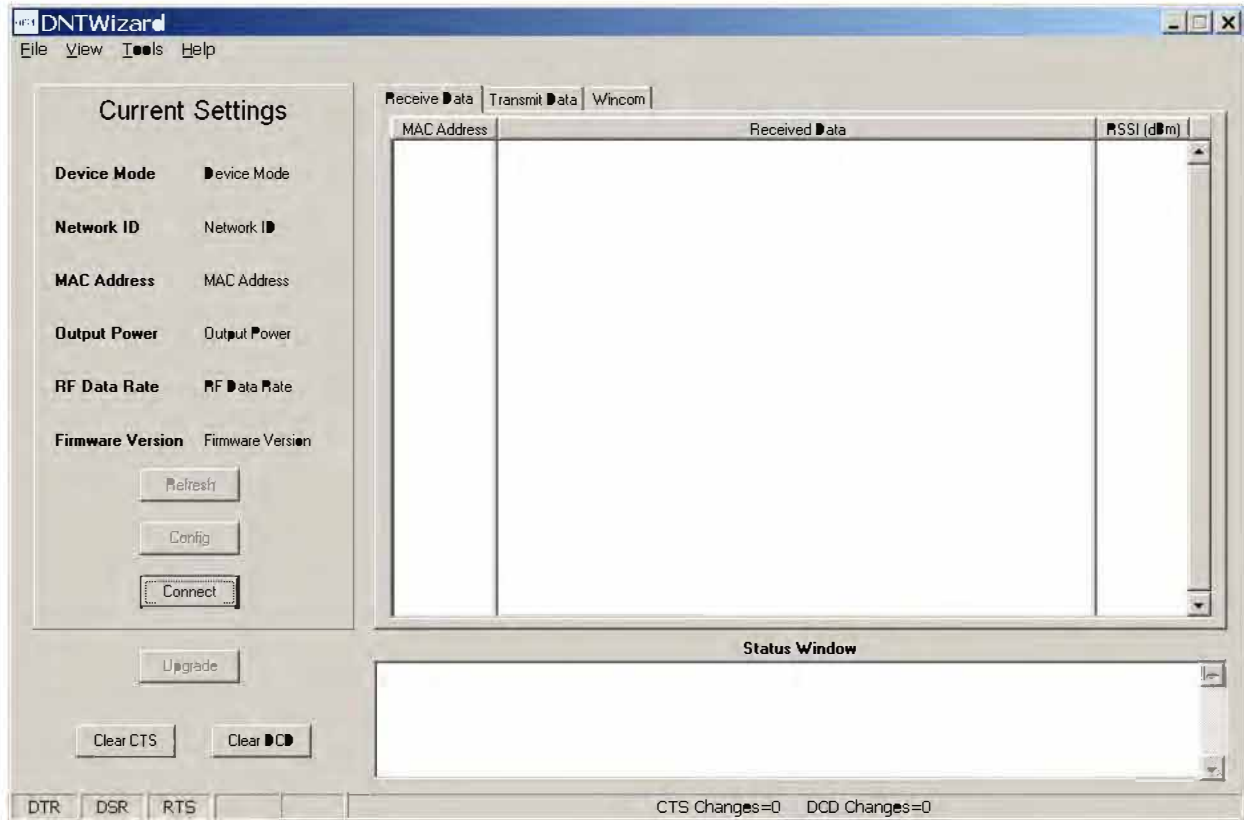 DNTWizard
File View Tools Help
Current Settings
Device Mode Device Mode
Network ID Network ID
MAC Address MAC Address
Output Power Output Power
RF Data Rate RF Data Rate
Firmware Version Firmware Version
Refresh
Config
Connect
Upgrade
Clear CTS Clear DCD
Receive Data Transmit Data Wincom
MAC Address Received Data RSSI (dBm)
Status Window
DTR DSR RTS CTS Changes=0 DCD Changes=0